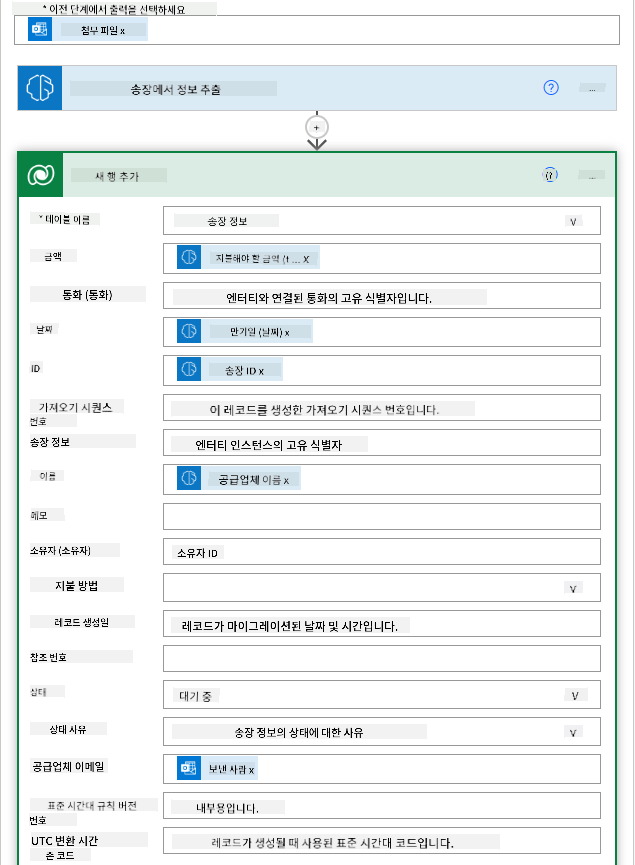 * 이전 단계에서 출력을 선택하세요
첨부 파일 x
송장에서 정보 추출
?
...
+
새 행 추가
...
* 테이블 이름
송장 정보
V
금액
지불해야 할 금액 (t ... X
통화 (통화)
엔터티와 연결된 통화의 고유 식별자입니다.
날짜
만기일 (날짜) x
ID
송장 ID x
가져오기 시퀀스
번호
이 레코드를 생성한 가져오기 시퀀스 번호입니다.
송장 정보
엔터티 인스턴스의 고유 식별자
이름
공급업체 이름 x
메모
소유자 (소유자)
소유자 ID
지불 방법
V
레코드 생성일
레코드가 마이그레이션된 날짜 및 시간입니다.
참조 번호
상태
대기 중
V
상태 사유
송장 정보의 상태에 대한 사유
V
공급업체 이메일
보낸 사람 x
표준 시간대 규칙 버전
번호
내부용입니다.
UTC 변환 시간
존 코드
레코드가 생성될 때 사용된 표준 시간대 코드입니다.